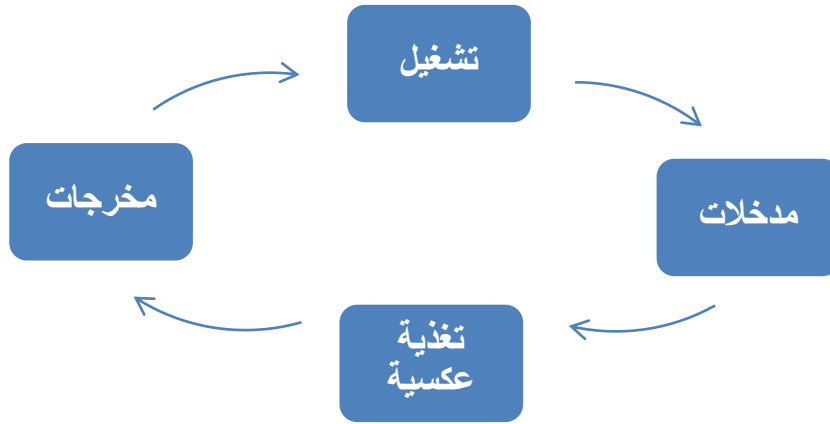 تشغيل
مدخلات
تغذية
عكسية
مخرجات